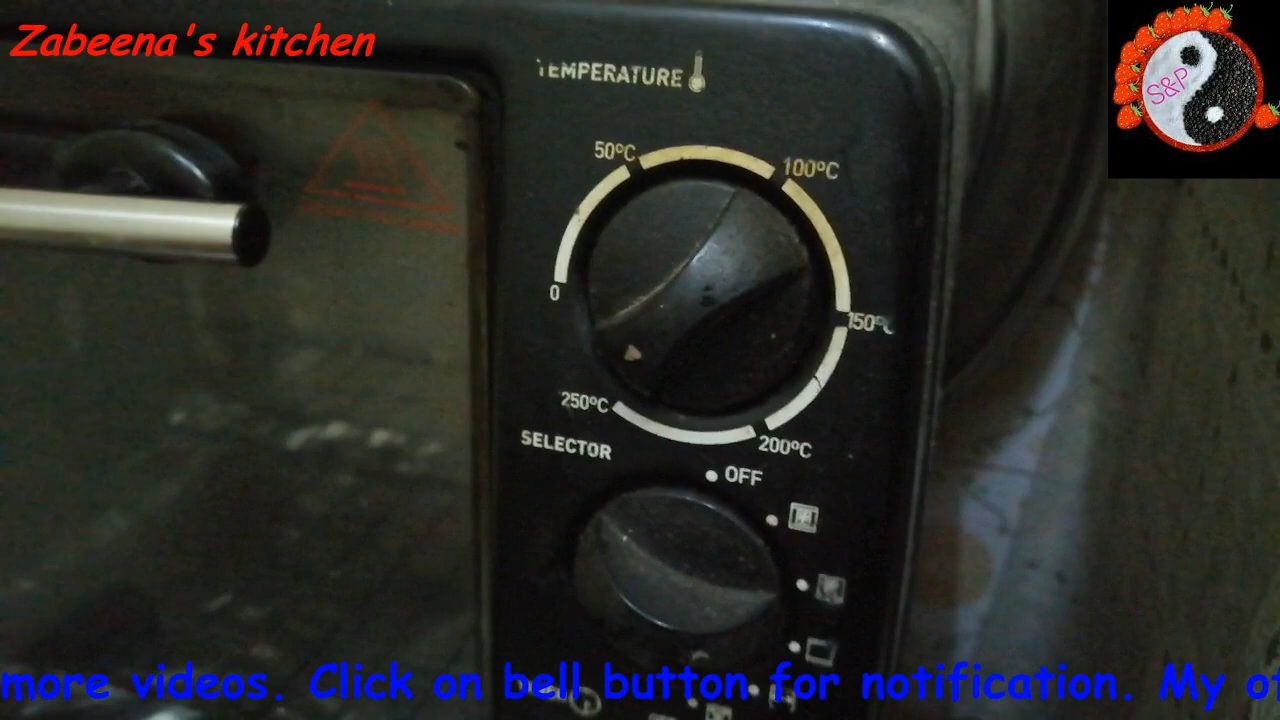 Zabeena's kitchen
S&P
TEMPERATURE
50°C
100°C
0
150°C
250°C
200°C
SELECTOR
OFF
more videos. Click on bell button for notification. My ot